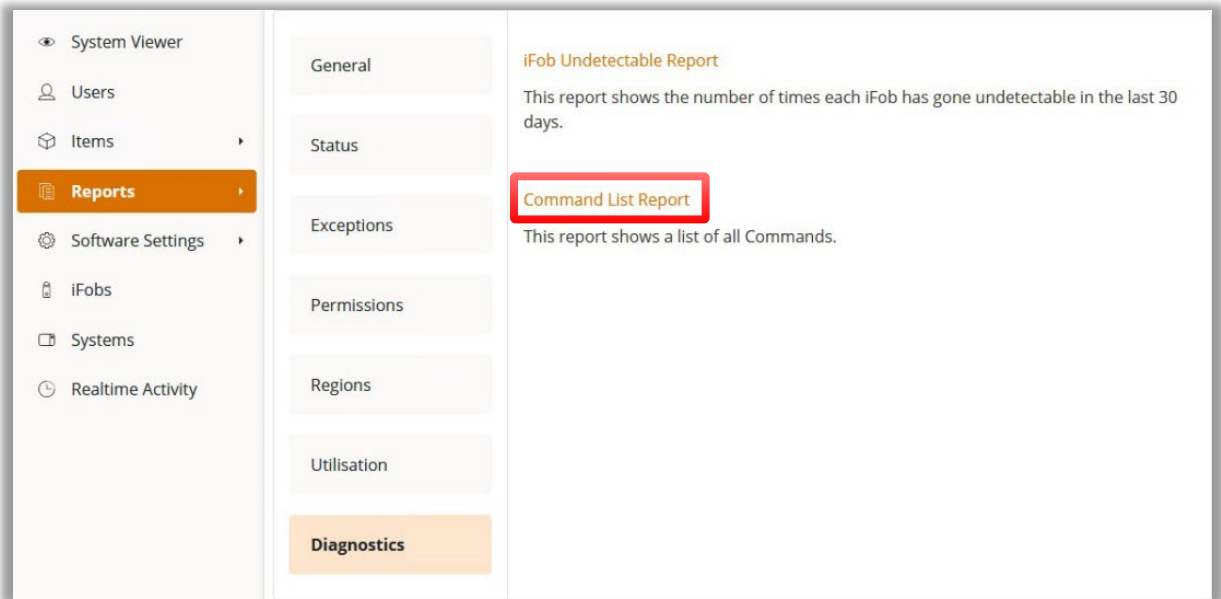 System Viewer
Users
Items
Reports
Software Settings
iFobs
Systems
Realtime Activity
General
Status
Exceptions
Permissions
Regions
Utilisation
Diagnostics
iFob Undetectable Report
This report shows the number of times each iFob has gone undetectable in the last 30
days.
Command List Report
This report shows a list of all Commands.